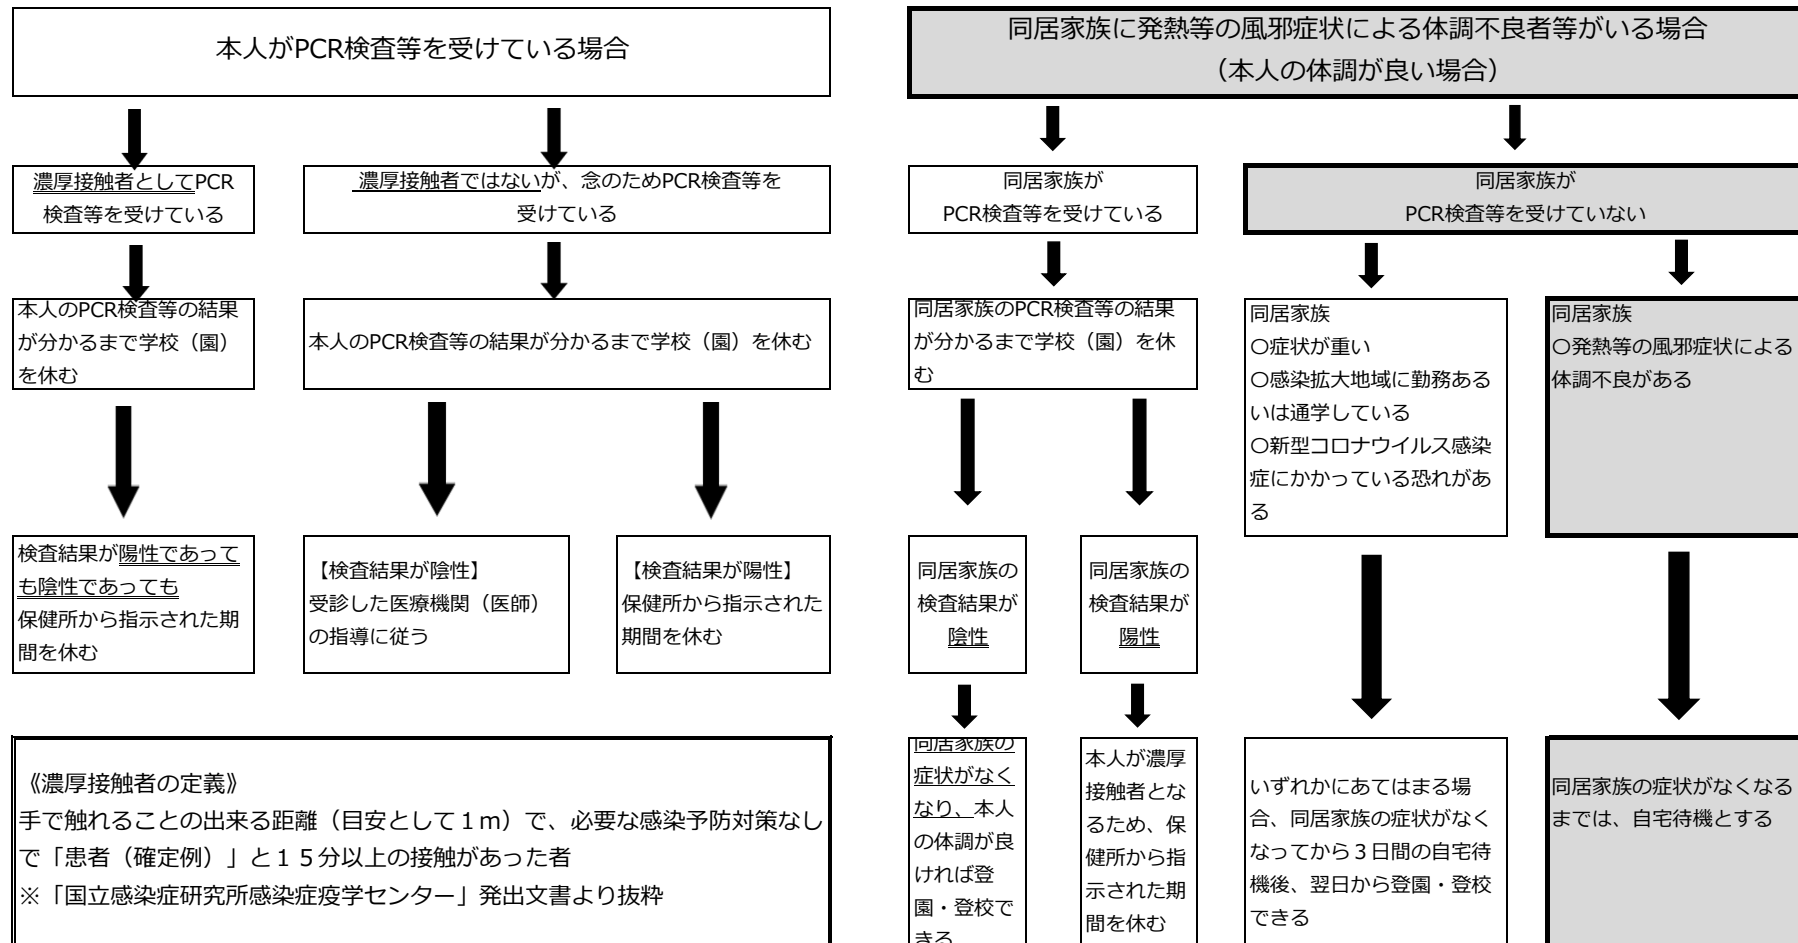 本人がPCR検査等を受けている場合
濃厚接触者としてPCR
検査等を受けている
濃厚接触者ではないが、念のためPCR検査等を
受けている
本人のPCR検査等の結果
が分かるまで学校（園）
を休む
本人のPCR検査等の結果が分かるまで学校（園）を休む
検査結果が陽性であって
も陰性であっても
保健所から指示された期
間を休む
【検査結果が陰性】
受診した医療機関（医師）
の指導に従う
【検査結果が陽性】
保健所から指示された
期間を休む
《濃厚接触者の定義》
手で触れることの出来る距離（目安として１ｍ）で、必要な感染予防対策なし
で「患者（確定例）」と１５分以上の接触があった者
※「国立感染症研究所感染症疫学センター」発出文書より抜粋
同居家族に発熱等の風邪症状による体調不良者等がいる場合
（本人の体調が良い場合）
同居家族が
PCR検査等を受けている
同居家族が
PCR検査等を受けていない
同居家族のPCR検査等の結果
が分かるまで学校（園）を休
む
同居家族
〇症状が重い
〇感染拡大地域に勤務ある
いは通学している
〇新型コロナウイルス感染
症にかかっている恐れがあ
る
同居家族
〇発熱等の風邪症状による
体調不良がある
同居家族の
検査結果が
陰性
同居家族の
検査結果が
陽性
同居家族の
症状がなく
なり、本人
の体調が良
ければ登
園・登校で
きる
本人が濃厚
接触者とな
るため、保
健所から指
示された期
間を休む
いずれかにあてはまる場
合、同居家族の症状がなく
なってから３日間の自宅待
機後、翌日から登園・登校
できる
同居家族の症状がなくなる
までは、自宅待機とする